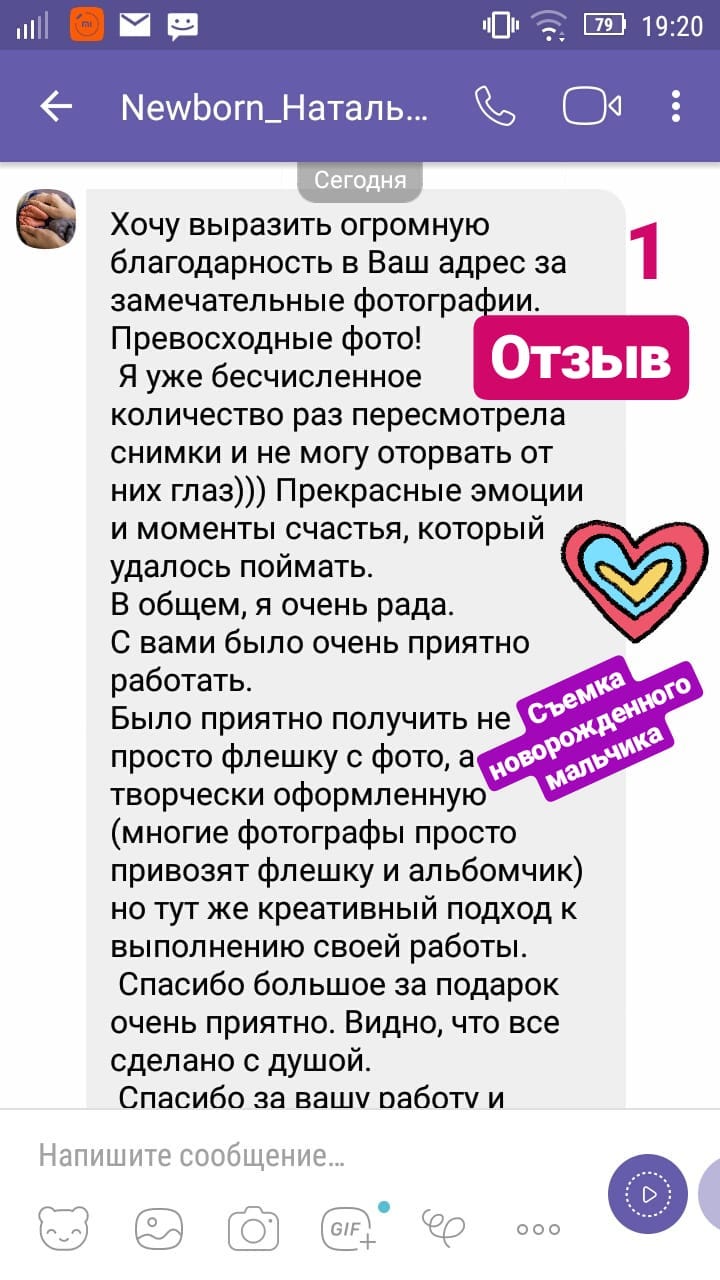 79 19:20
Newborn_Наталь...
Сегодня
Хочу выразить огромную
благодарность в Ваш адрес за
замечательные фотографии.
Превосходные фото!
Я уже бесчисленное
количество раз пересмотрела
снимки и не могу оторвать от
них глаз))) Прекрасные эмоции
и моменты счастья, который
удалось поймать.
В общем, я очень рада.
С вами было очень приятно
работать.
Было приятно получить не
просто флешку с фото, а
творчески оформленную
(многие фотографы просто
привозят флешку и альбомчик)
но тут же креативный подход к
выполнению своей работы.
Спасибо большое за подарок
очень приятно. Видно, что все
сделано с душой.
Спасибо за вашу работу и
1
Отзыв
Съемка
новорожденного
мальчика
Напишите сообщение...
GIF